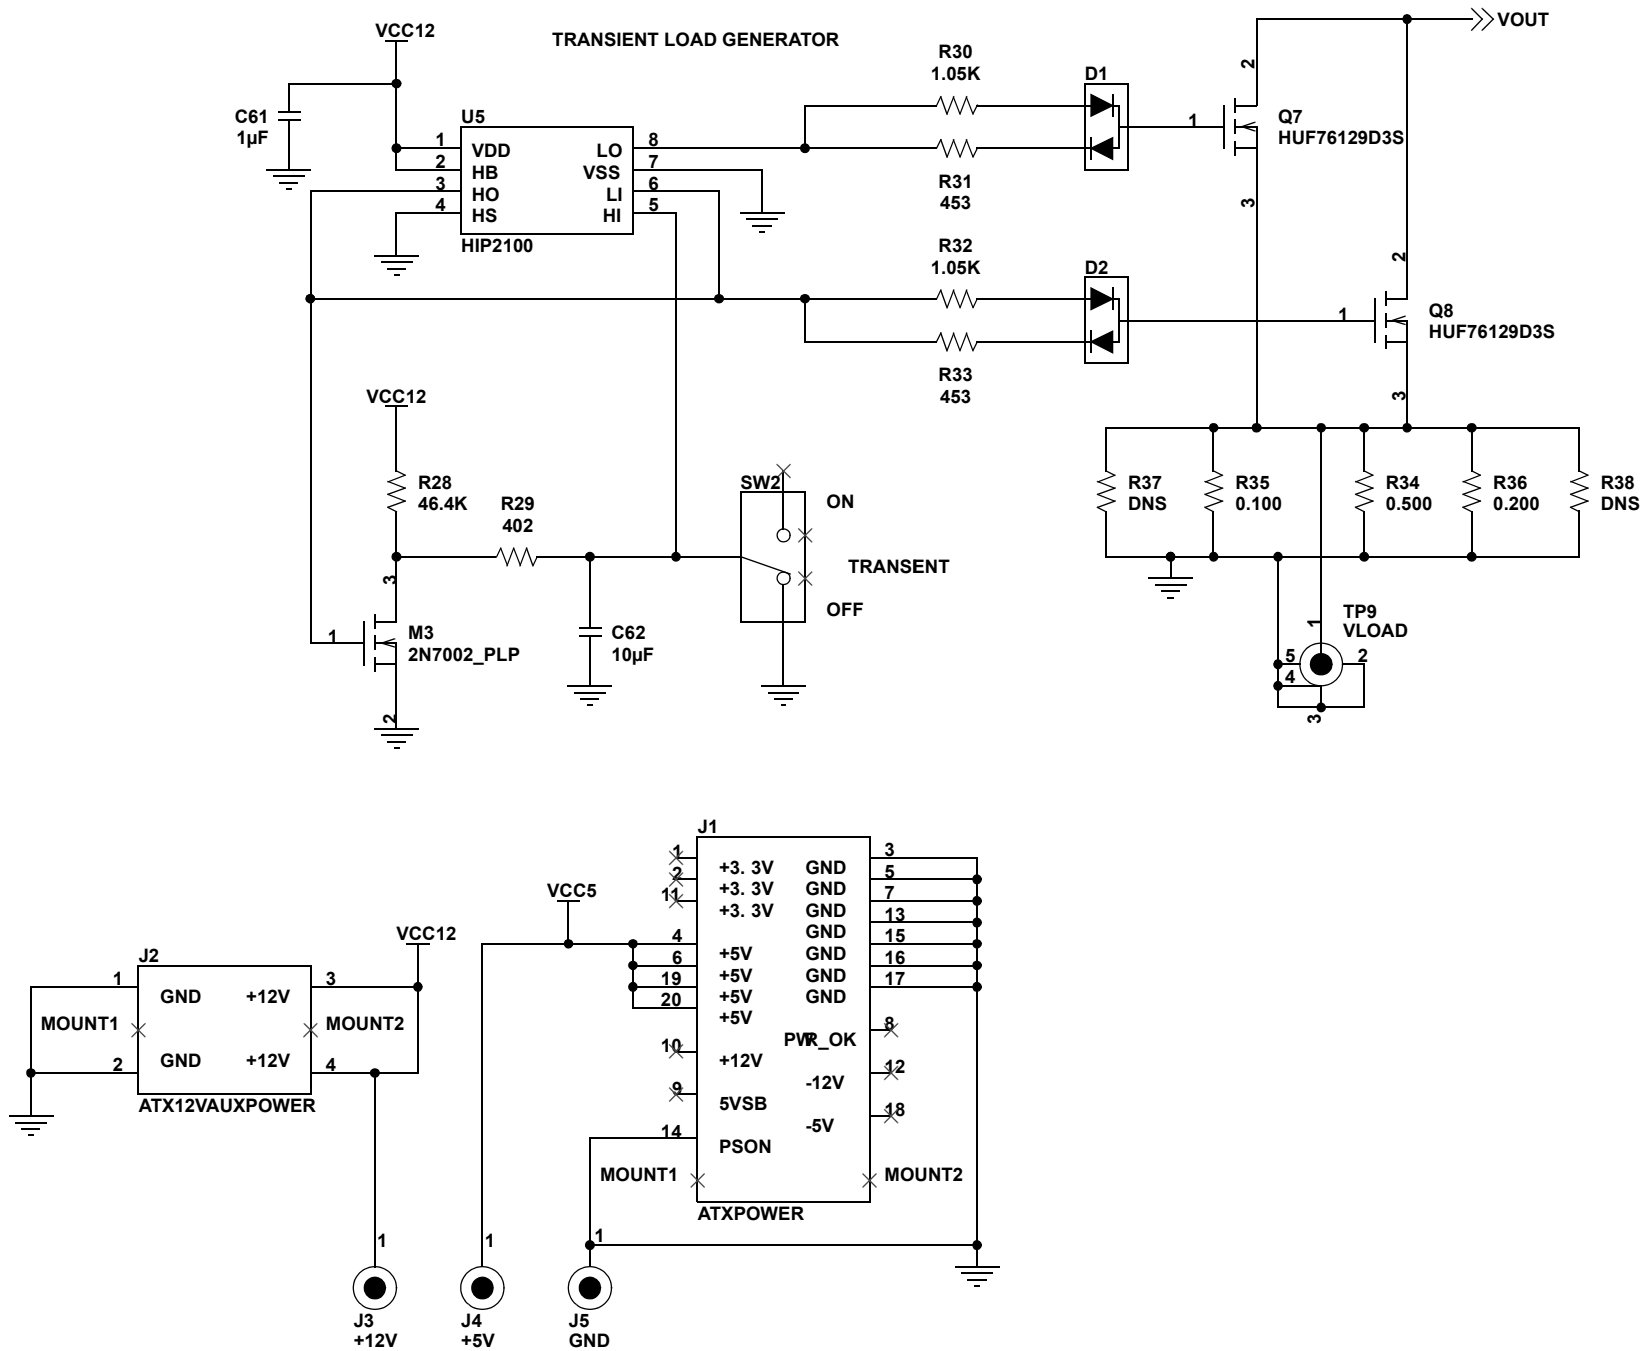 VCC12
TRANSIENT LOAD GENERATOR
VOUT
C61
1µF
U5
1 VDD LO 8
2 HB VSS 7
3 HO LI 6
4 HS HI 5
HIP2100
R30
1.05K
R31
453
D1
1
2
3
Q7
HUF76129D3S
R32
1.05K
R33
453
D2
1
2
3
Q8
HUF76129D3S
VCC12
R28
46.4K
R29
402
3
1
2
M3
2N7002_PLP
C62
10µF
SW2
ON
TRANSENT
OFF
R37
DNS
R35
0.100
R34
0.500
R36
0.200
R38
DNS
TP9
VLOAD
1
5
2
4
3
J2
1 GND +12V 3
MOUNT1 MOUNT2
2 GND +12V 4
ATX12VAUXPOWER
VCC12
VCC5
J1
1 +3. 3V GND 3
2 +3. 3V GND 5
11 +3. 3V GND 7
GND 13
4 +5V GND 15
6 +5V GND 16
19 +5V GND 17
20 +5V
PWR_OK 8
10 +12V
-12V 12
9 5VSB
-5V 18
14 PSON
MOUNT1 MOUNT2
ATXPOWER
1
J3
+12V
1
J4
+5V
1
J5
GND